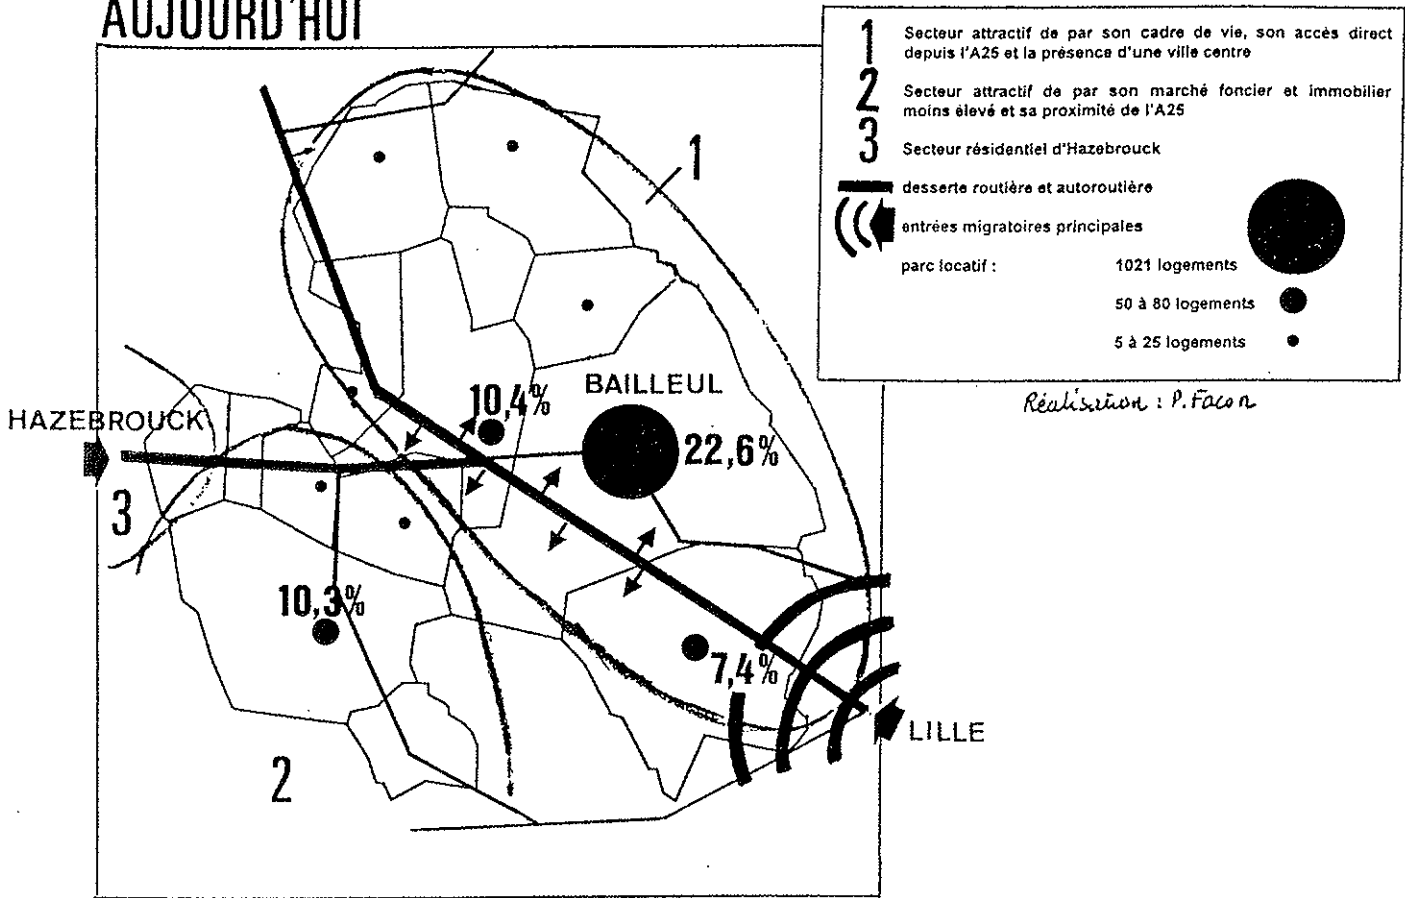 AUJOURD'HUI
1 Secteur attractif de par son cadre de vie, son accès direct
depuis l'A25 et la présence d'une ville centre
2 Secteur attractif de par son marché foncier et immobilier
moins élevé et sa proximité de l'A25
3 Secteur résidentiel d'Hazebrouck
desserte routière et autoroutière
entrées migratoires principales
parc locatif :
1021 logements
50 à 80 logements
5 à 25 logements
Réalisation : P. Facon
1
10,4%
BAILLEUL
HAZEBROUCK
22,6%
3
10,3%
7,4%
LILLE
2